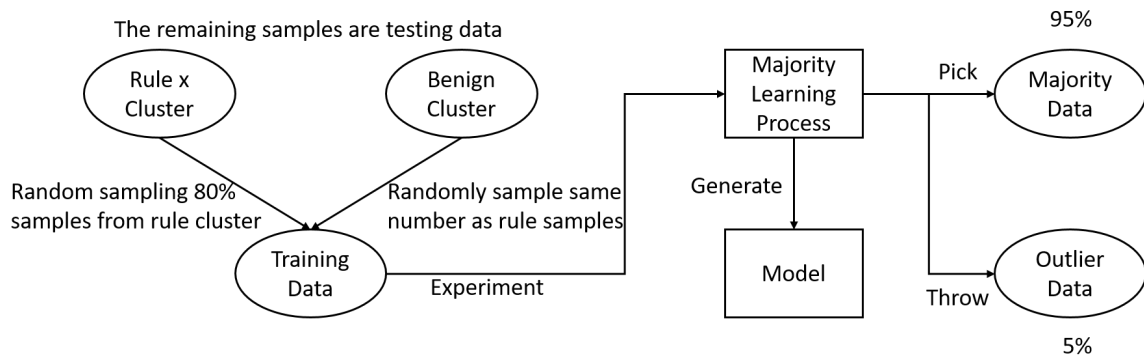 The remaining samples are testing data
Rule x
Cluster
Benign
Cluster
Random sampling 80%
samples from rule cluster
Randomly sample same
number as rule samples
Training
Data
Experiment
Majority
Learning
Process
Generate
Model
Pick
95%
Majority
Data
Throw
Outlier
Data
5%